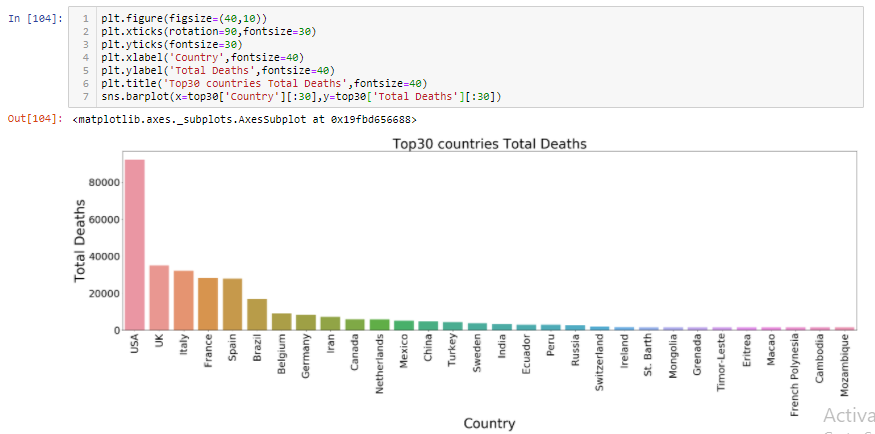 In [104]:
1 plt.figure(figsize=(40,10))
2 plt.xticks(rotation=90,fontsize=30)
3 plt.yticks(fontsize=30)
4 plt.xlabel('Country',fontsize=40)
5 plt.ylabel('Total Deaths',fontsize=40)
6 plt.title('Top30 countries Total Deaths',fontsize=40)
7 sns.barplot(x=top30['Country'][:30],y=top30['Total Deaths'][:30])
Out[104]: <matplotlib.axes._subplots.AxesSubplot at 0x19fbd656688>
Top30 countries Total Deaths
Total Deaths
80000
60000
40000
20000
0
USA
UK
Italy
France
Spain
Brazil
Belgium
Germany
Iran
Canada
Netherlands
Mexico
China
Turkey
Sweden
India
Ecuador
Peru
Russia
Switzerland
Ireland
St. Barth
Mongolia
Grenada
Timor-Leste
Eritrea
Macao
French Polynesia
Cambodia
Mozambique
Country
Activa